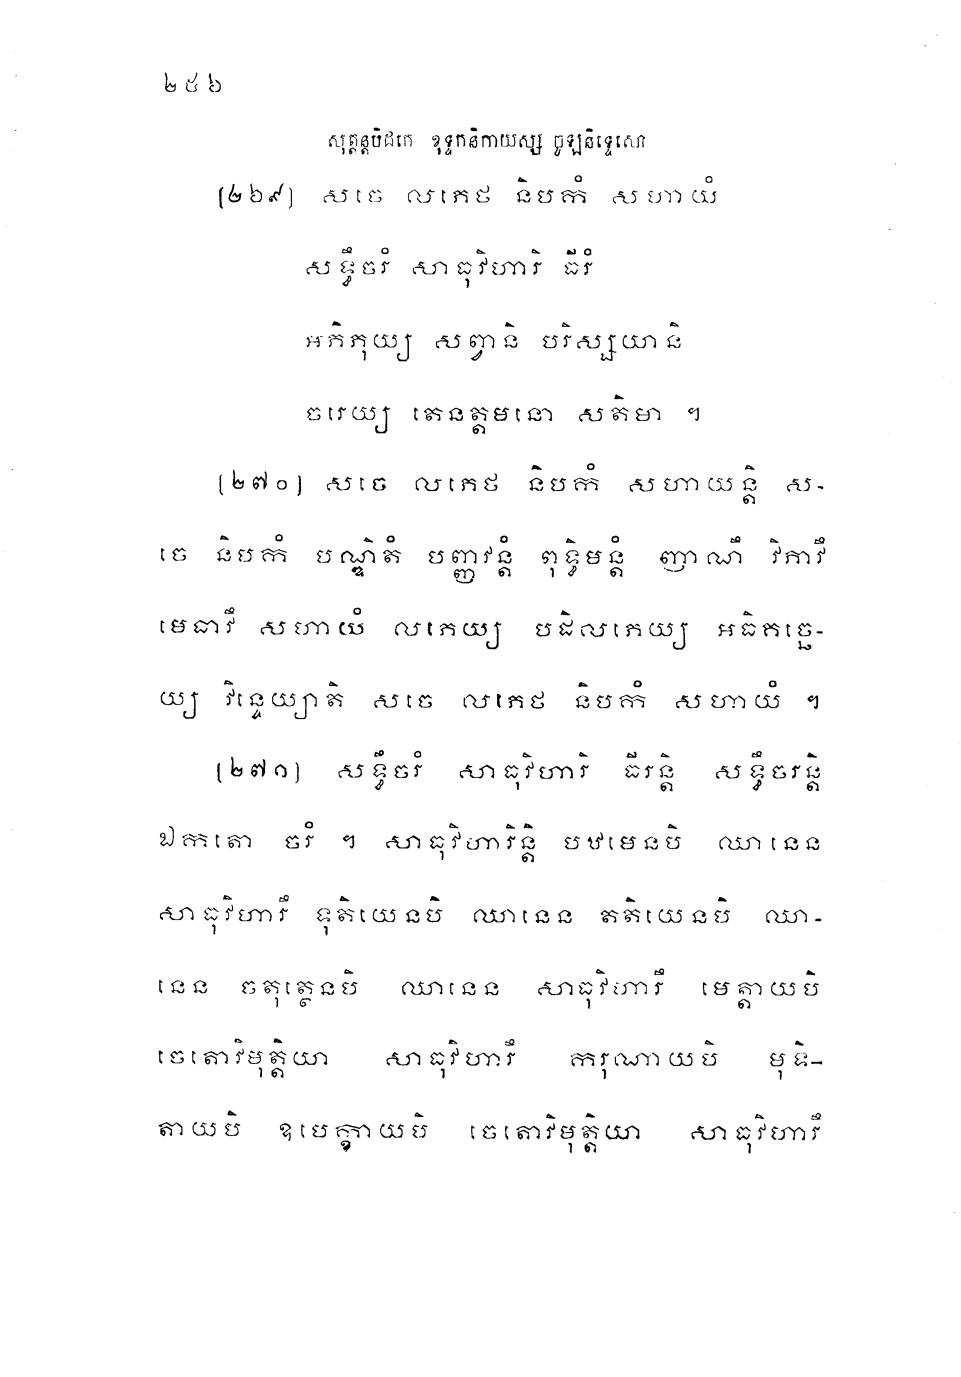 ២៥៦
សុត្តន្តបិដកេ ខុទ្ទកនិកាយស្ស ចូឡនិទ្ទេសោ
(២៦៩) សចេ លភេថ និបកំ សហាយំ
សទ្ធឹចរំ សាធុវិហារិ ធីរំ
អភិភុយ្យ សព្វានិ បរិស្សយានិ
ចរេយ្យ តេនត្តមនោ សតិមា ។
(២៧០) សចេ លភេថ និបកំ សហាយន្តិ ស-
ចេ និបកំ បណ្ឌិតំ បញ្ញវន្តំ ពុទ្ធិមន្តំ ញាណឹ វិភាវឹ
មេធាវឹ សហាយំ លភេយ្យ បដិលភេយ្យ អធិគច្ឆេ-
យ្យ វិន្ទេយ្យាតិ សចេ លភេថ និបកំ សហាយំ ។
(២៧១) សទ្ធឹចរំ សាធុវិហារិ ធីរន្តិ សទ្ធឹចរន្តិ
ឯកតោ ចរំ ។ សាធុវិហារិន្តិ បឋមេនបិ ឈានេន
សាធុវិហារឹ ទុតិយេនបិ ឈានេន តតិយេនបិ ឈា-
នេន ចតុត្ថេនបិ ឈានេន សាធុវិហារឹ មេត្តាយបិ
ចេតោវិមុត្តិយា សាធុវិហារឹ ករុណាយបិ មុទិ-
តាយបិ ឧបេក្ខាយបិ ចេតោវិមុត្តិយា សាធុវិហារឹ